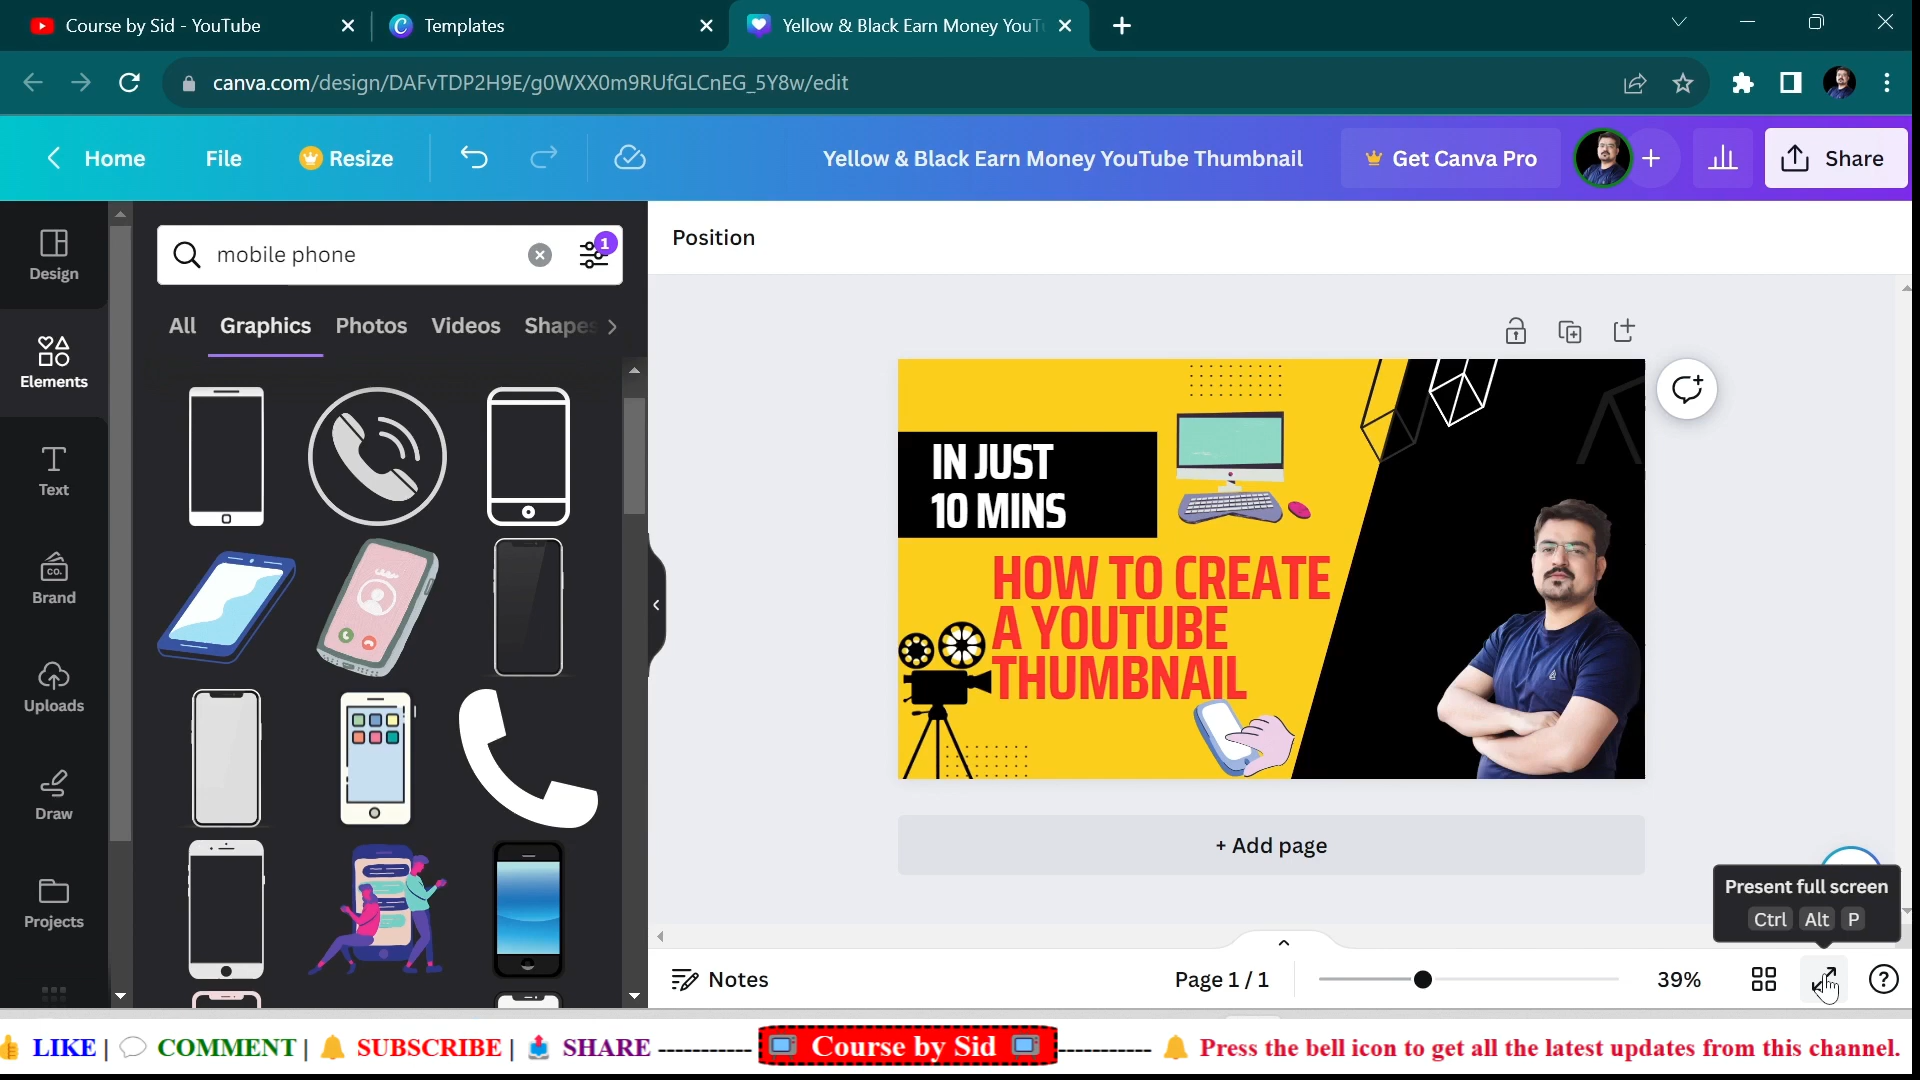 Course by Sid - YouTube
Templates
Yellow & Black Earn Money YouT
canva.com/design/DAFvTDP2H9E/g0WXX0m9RUfGLCnEG_5Y8w/edit
Home
File
Resize
Yellow & Black Earn Money YouTube Thumbnail
Get Canva Pro
Share
Design
Elements
Text
Brand
CO.
Uploads
Draw
Projects
mobile phone
1
All
Graphics
Photos
Videos
Shapes
Position
IN JUST
10 MINS
HOW TO CREATE
A YOUTUBE
THUMBNAIL
+ Add page
Present full screen
Ctrl Alt P
Notes
Page 1 / 1
39%
LIKE | COMMENT | SUBSCRIBE | SHARE ---------- Course by Sid ---------- Press the bell icon to get all the latest updates from this channel.